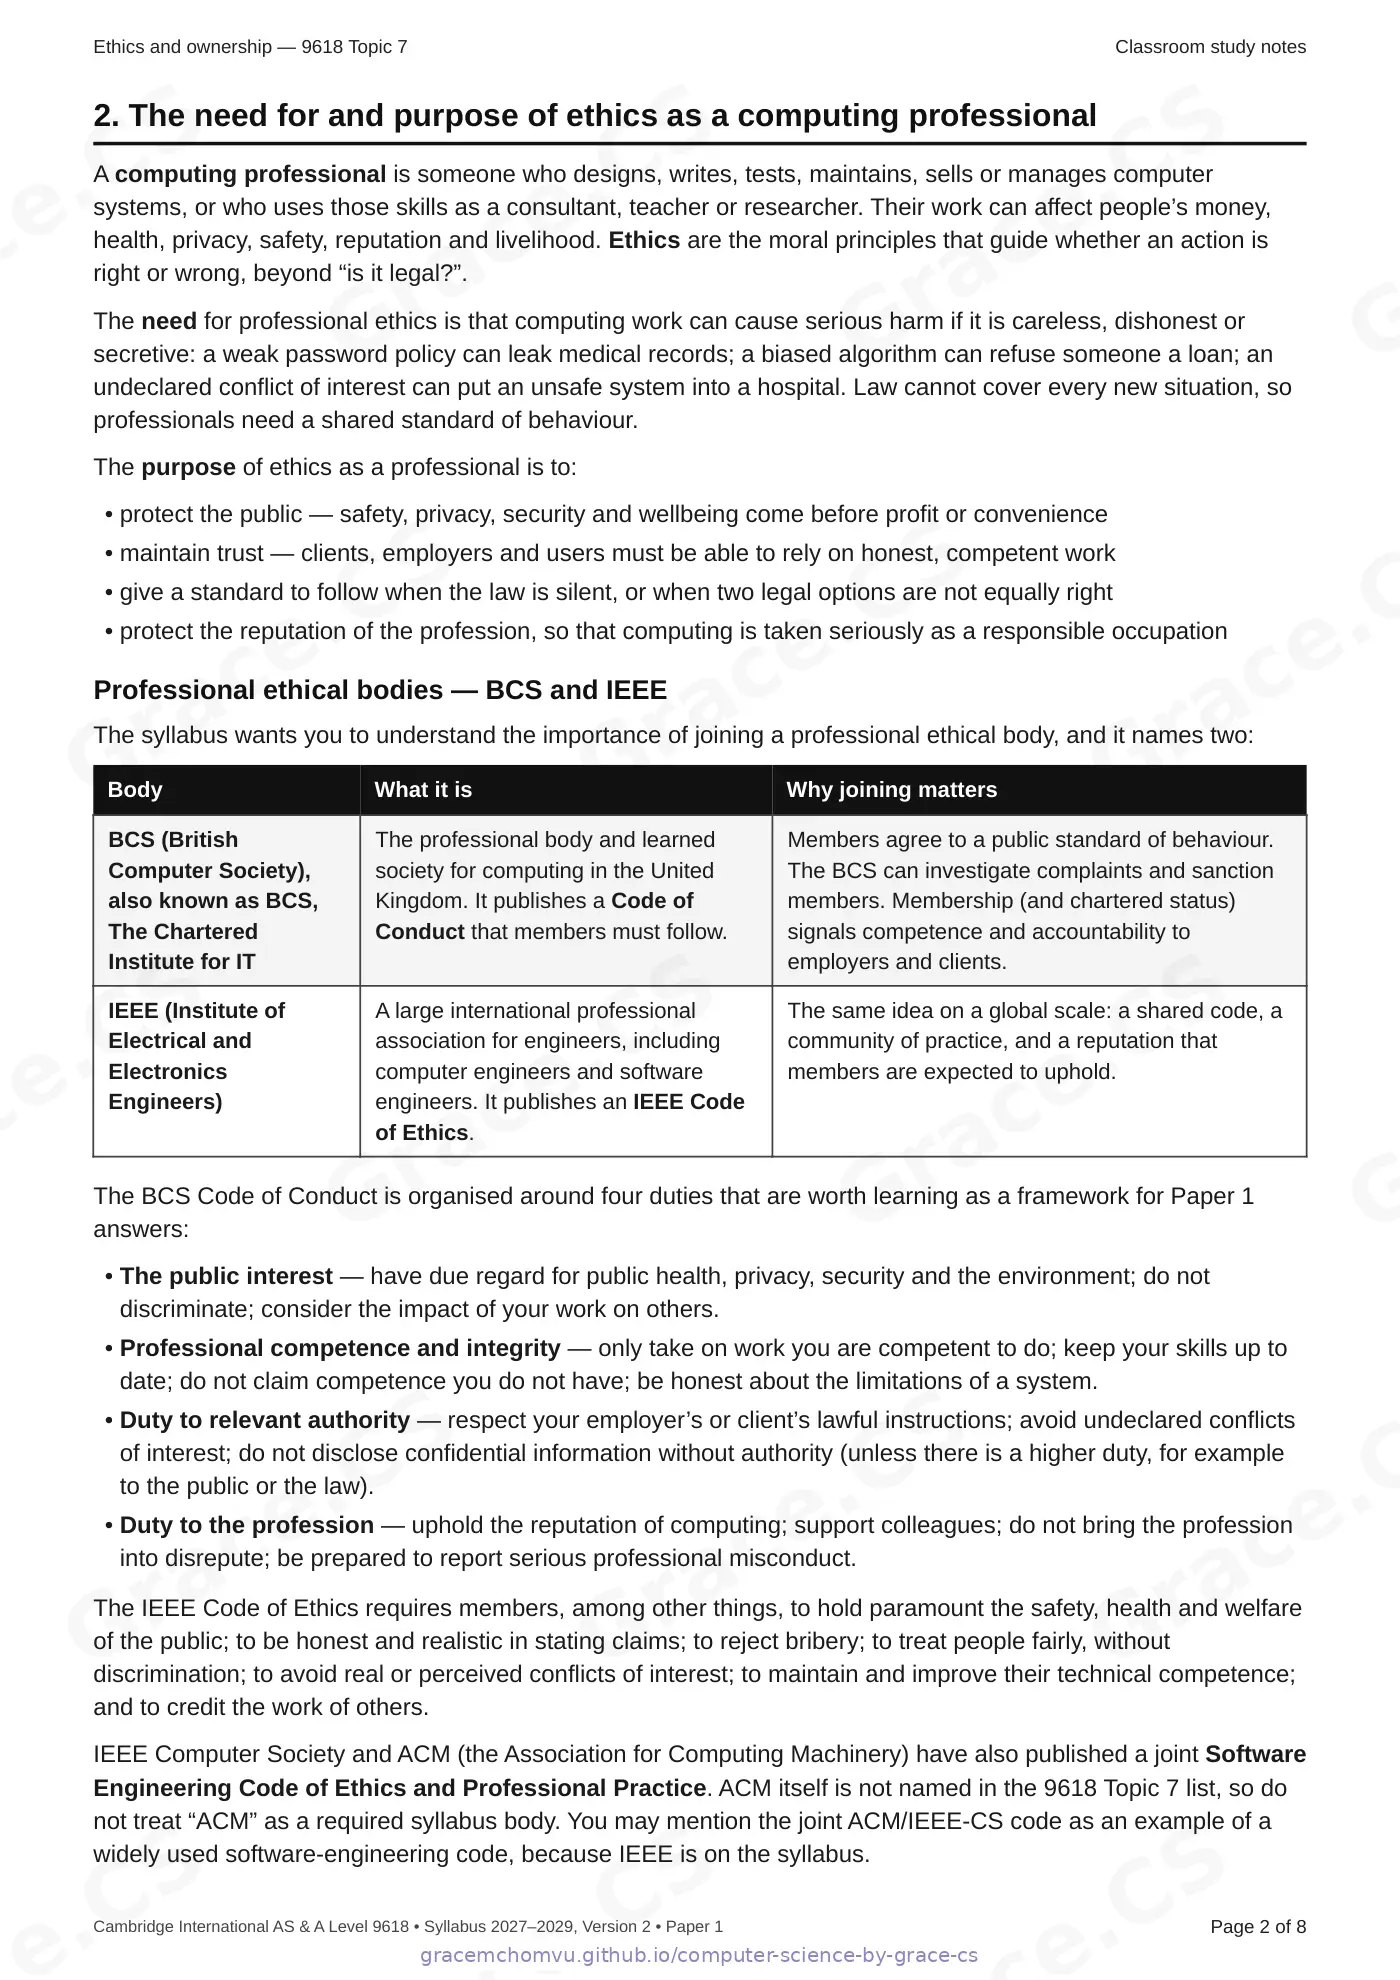 Ethics and ownership — 9618 Topic 7
Classroom study notes
2. The need for and purpose of ethics as a computing professional
A computing professional is someone who designs, writes, tests, maintains, sells or manages computer
systems, or who uses those skills as a consultant, teacher or researcher. Their work can affect people’s money,
health, privacy, safety, reputation and livelihood. Ethics are the moral principles that guide whether an action is
right or wrong, beyond “is it legal?”.
The need for professional ethics is that computing work can cause serious harm if it is careless, dishonest or
secretive: a weak password policy can leak medical records; a biased algorithm can refuse someone a loan; an
undeclared conflict of interest can put an unsafe system into a hospital. Law cannot cover every new situation, so
professionals need a shared standard of behaviour.
The purpose of ethics as a professional is to:
• protect the public — safety, privacy, security and wellbeing come before profit or convenience
• maintain trust — clients, employers and users must be able to rely on honest, competent work
• give a standard to follow when the law is silent, or when two legal options are not equally right
• protect the reputation of the profession, so that computing is taken seriously as a responsible occupation
Professional ethical bodies — BCS and IEEE
The syllabus wants you to understand the importance of joining a professional ethical body, and it names two:
Body
What it is
Why joining matters
BCS (British
Computer Society),
also known as BCS,
The Chartered
Institute for IT
The professional body and learned
society for computing in the United
Kingdom. It publishes a Code of
Conduct that members must follow.
Members agree to a public standard of behaviour.
The BCS can investigate complaints and sanction
members. Membership (and chartered status)
signals competence and accountability to
employers and clients.
IEEE (Institute of
Electrical and
Electronics
Engineers)
A large international professional
association for engineers, including
computer engineers and software
engineers. It publishes an IEEE Code
of Ethics.
The same idea on a global scale: a shared code, a
community of practice, and a reputation that
members are expected to uphold.
The BCS Code of Conduct is organised around four duties that are worth learning as a framework for Paper 1
answers:
• The public interest — have due regard for public health, privacy, security and the environment; do not
discriminate; consider the impact of your work on others.
• Professional competence and integrity — only take on work you are competent to do; keep your skills up to
date; do not claim competence you do not have; be honest about the limitations of a system.
• Duty to relevant authority — respect your employer’s or client’s lawful instructions; avoid undeclared conflicts
of interest; do not disclose confidential information without authority (unless there is a higher duty, for example
to the public or the law).
• Duty to the profession — uphold the reputation of computing; support colleagues; do not bring the profession
into disrepute; be prepared to report serious professional misconduct.
The IEEE Code of Ethics requires members, among other things, to hold paramount the safety, health and welfare
of the public; to be honest and realistic in stating claims; to reject bribery; to treat people fairly, without
discrimination; to avoid real or perceived conflicts of interest; to maintain and improve their technical competence;
and to credit the work of others.
IEEE Computer Society and ACM (the Association for Computing Machinery) have also published a joint Software
Engineering Code of Ethics and Professional Practice. ACM itself is not named in the 9618 Topic 7 list, so do
not treat “ACM” as a required syllabus body. You may mention the joint ACM/IEEE-CS code as an example of a
widely used software-engineering code, because IEEE is on the syllabus.
Cambridge International AS & A Level 9618 • Syllabus 2027–2029, Version 2 • Paper 1
Page 2 of 8
gracemchomvu.github.io/computer-science-by-grace-cs
Grace.CS